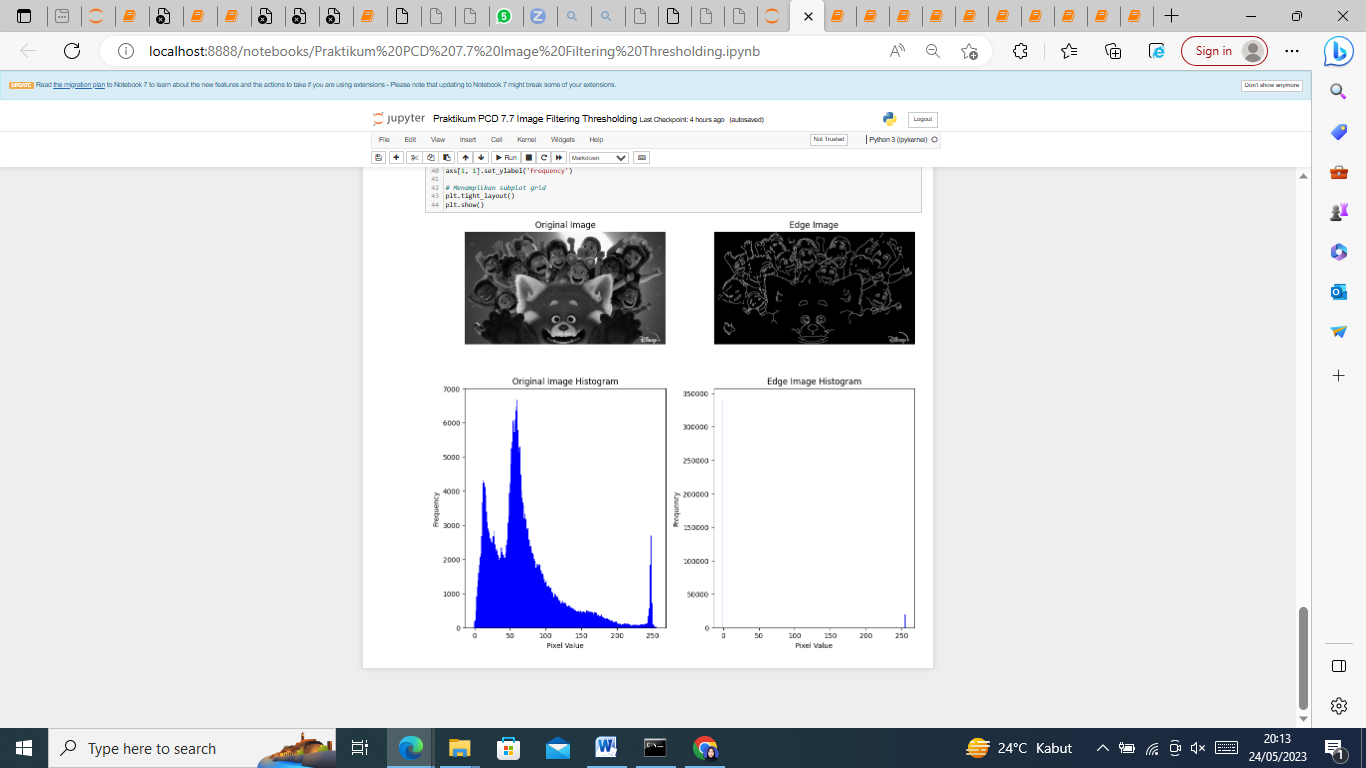 localhost:8888/notebooks/Praktikum%20PCD%207.7%20Image%20Filtering%20Thresholding.ipynb
Sign in
UPDATE Read the migration plan to Notebook 7 to learn about the new features and the actions to take if you are using extensions - Please note that updating to Notebook 7 might break some of your extensions.
Don't show anymore
jupyter Praktikum PCD 7.7 Image Filtering Thresholding Last Checkpoint: 4 hours ago (autosaved)
Logout
File Edit View Insert Cell Kernel Widgets Help
Not Trusted
Python 3 (ipykernel)
Run
Markdown
40 axs[1, 1].set_ylabel('Frequency')
41
42 # Menampilkan subplot grid
43 plt.tight_layout()
44 plt.show()
Original Image
Edge Image
Disney+
Disney+
Original Image Histogram
7000
6000
5000
4000
3000
2000
1000
0
Frequency
0 50 100 150 200 250
Pixel Value
Edge Image Histogram
350000
300000
250000
200000
150000
100000
50000
0
Frequency
0 50 100 150 200 250
Pixel Value
Type here to search
24°C Kabut
20:13
24/05/2023
1